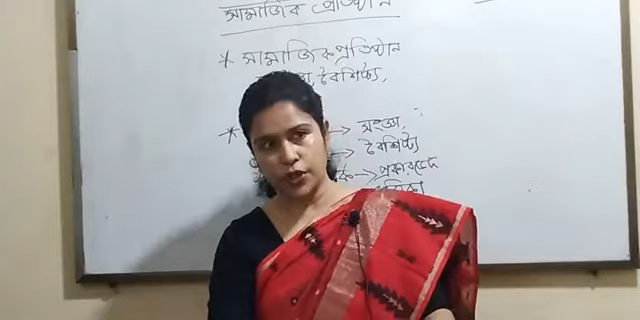 সামাজিক প্রতিষ্ঠান
* সামাজিক প্রতিষ্ঠান
বৈশিষ্ট্য,
* → সংজ্ঞা,
→ বৈশিষ্ট্য
→ প্রকারভেদ